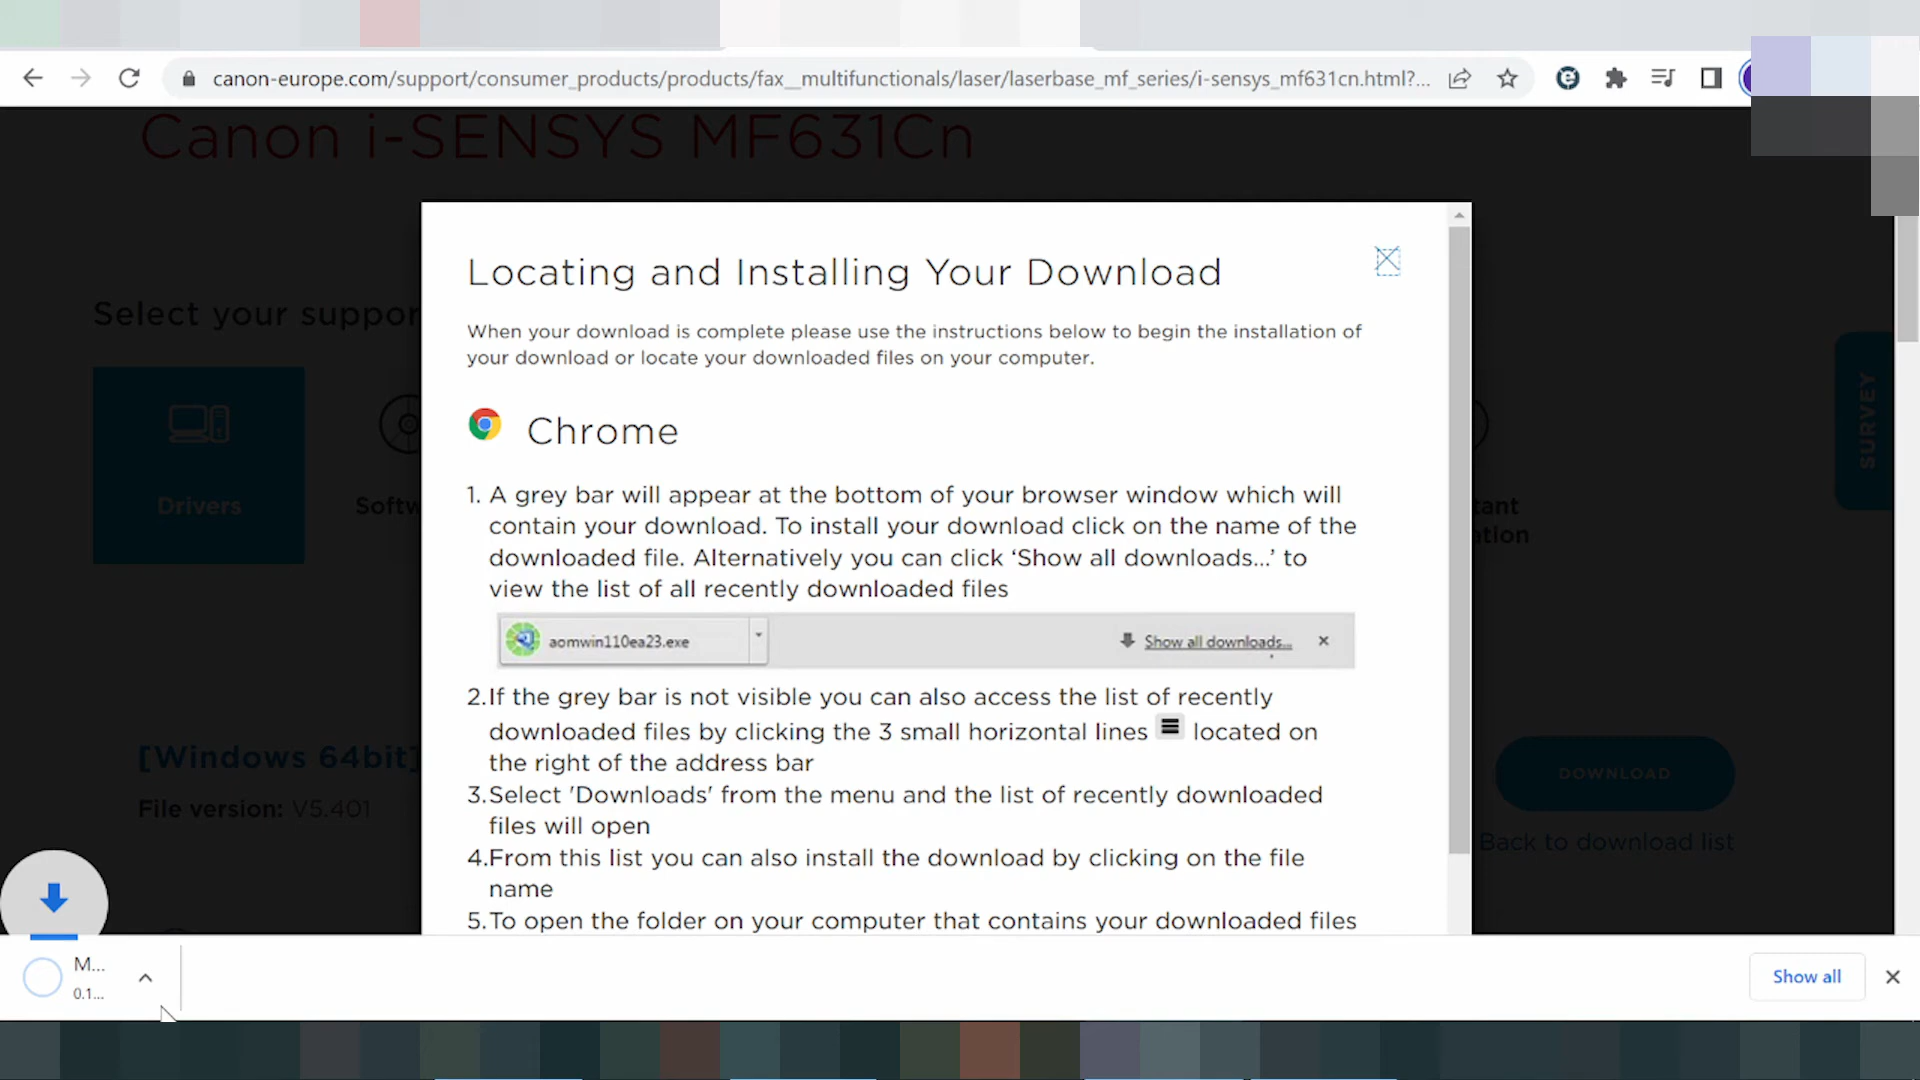 canon-europe.com/support/consumer_products/products/fax__multifunctionals/laser/laserbase_mf_series/i-sensys_mf631cn.html?...
Canon i-SENSYS MF631Cn
Locating and Installing Your Download
When your download is complete please use the instructions below to begin the installation of
your download or locate your downloaded files on your computer.
Select your suppor
Chrome
Drivers
Softw
tant
ation
SURVEY
1. A grey bar will appear at the bottom of your browser window which will
contain your download. To install your download click on the name of the
downloaded file. Alternatively you can click ‘Show all downloads...’ to
view the list of all recently downloaded files
aomwin110ea23.exe
Show all downloads...
2.If the grey bar is not visible you can also access the list of recently
downloaded files by clicking the 3 small horizontal lines located on
the right of the address bar
3.Select 'Downloads' from the menu and the list of recently downloaded
files will open
4.From this list you can also install the download by clicking on the file
name
5.To open the folder on your computer that contains your downloaded files
[Windows 64bit]
File version: V5.401
DOWNLOAD
Back to download list
M...
0.1...
Show all